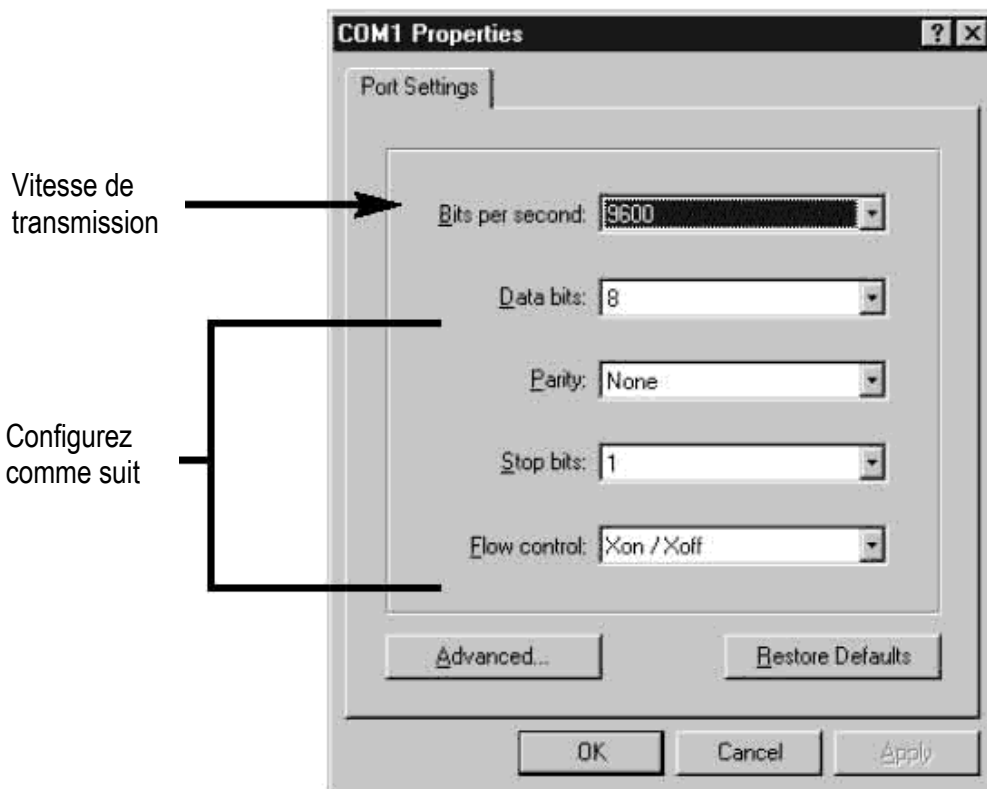 COM1 Properties
Port Settings
Vitesse de
transmission
Bits per second: 9600
Data bits: 8
Parity: None
Configurez
comme suit
Stop bits: 1
Flow control: Xon / Xoff
Advanced...
Restore Defaults
OK
Cancel
Apply